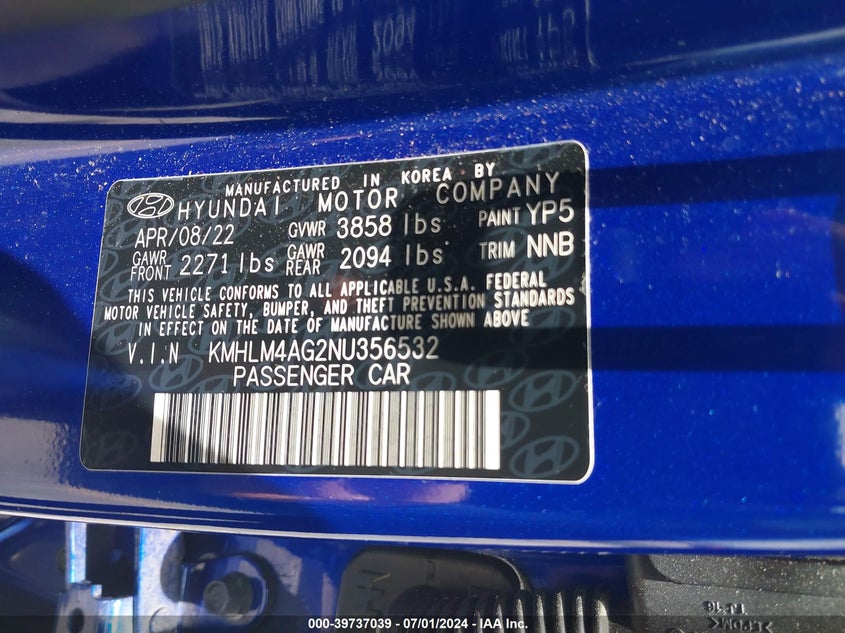 MANUFACTURED IN KOREA BY
HYUNDAI MOTOR COMPANY
APR/08/22 GVWR 3858 lbs PAINT YP5
GAWR FRONT 2271 lbs GAWR REAR 2094 lbs TRIM NNB
THIS VEHICLE CONFORMS TO ALL APPLICABLE U.S.A. FEDERAL
MOTOR VEHICLE SAFETY, BUMPER, AND THEFT PREVENTION STANDARDS
IN EFFECT ON THE DATE OF MANUFACTURE SHOWN ABOVE
V.I.N KMHLM4AG2NU356532
PASSENGER CAR
000-39737039 / 07/01/2024 - IAA Inc.